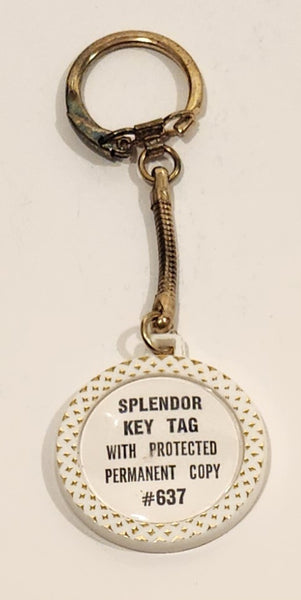 SPLENDOR
KEY TAG
WITH PROTECTED
PERMANENT COPY
#637